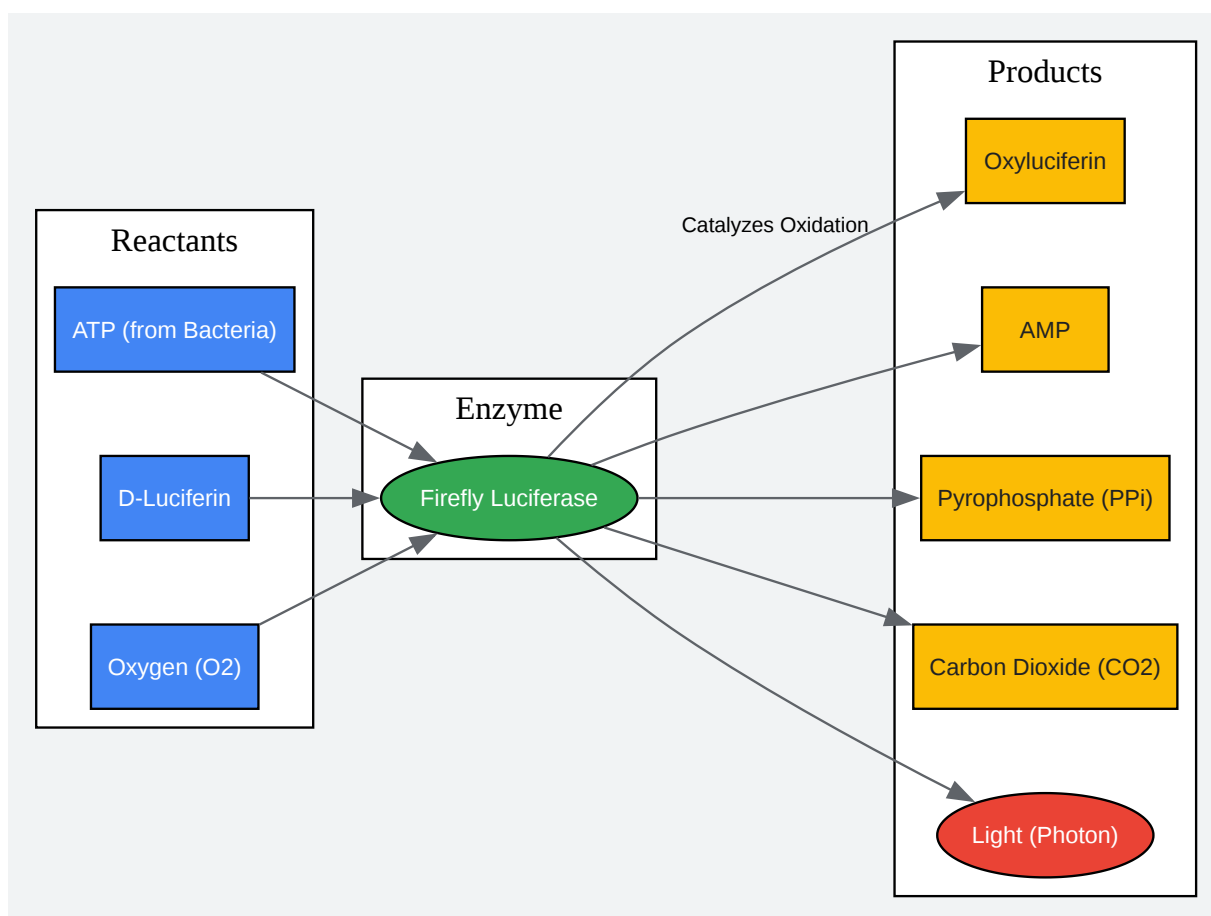 Reactants
ATP (from Bacteria)
D-Luciferin
Oxygen (O2)
Enzyme
Firefly Luciferase
Catalyzes Oxidation
Products
Oxyluciferin
AMP
Pyrophosphate (PPi)
Carbon Dioxide (CO2)
Light (Photon)